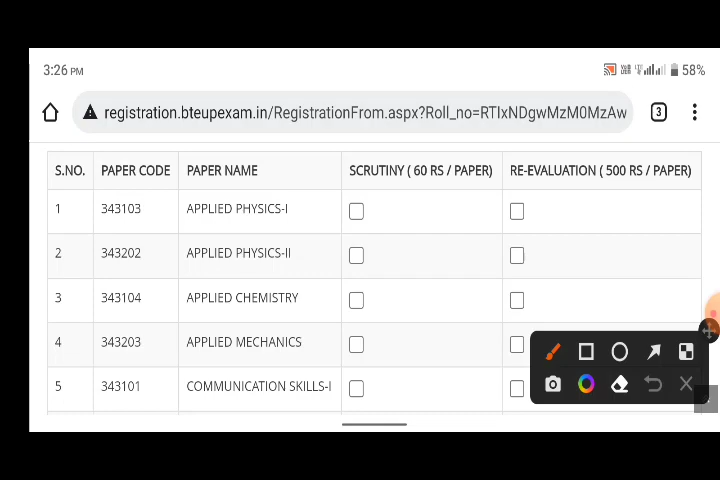 3:26 PM
58%
registration.bteupexam.in/RegistrationFrom.aspx?Roll_no=RTIxNDgwMzM0MzAw
3
S.NO. PAPER CODE PAPER NAME SCRUTINY ( 60 RS / PAPER) RE-EVALUATION ( 500 RS / PAPER)
1 343103 APPLIED PHYSICS-I
2 343202 APPLIED PHYSICS-II
3 343104 APPLIED CHEMISTRY
4 343203 APPLIED MECHANICS
5 343101 COMMUNICATION SKILLS-I